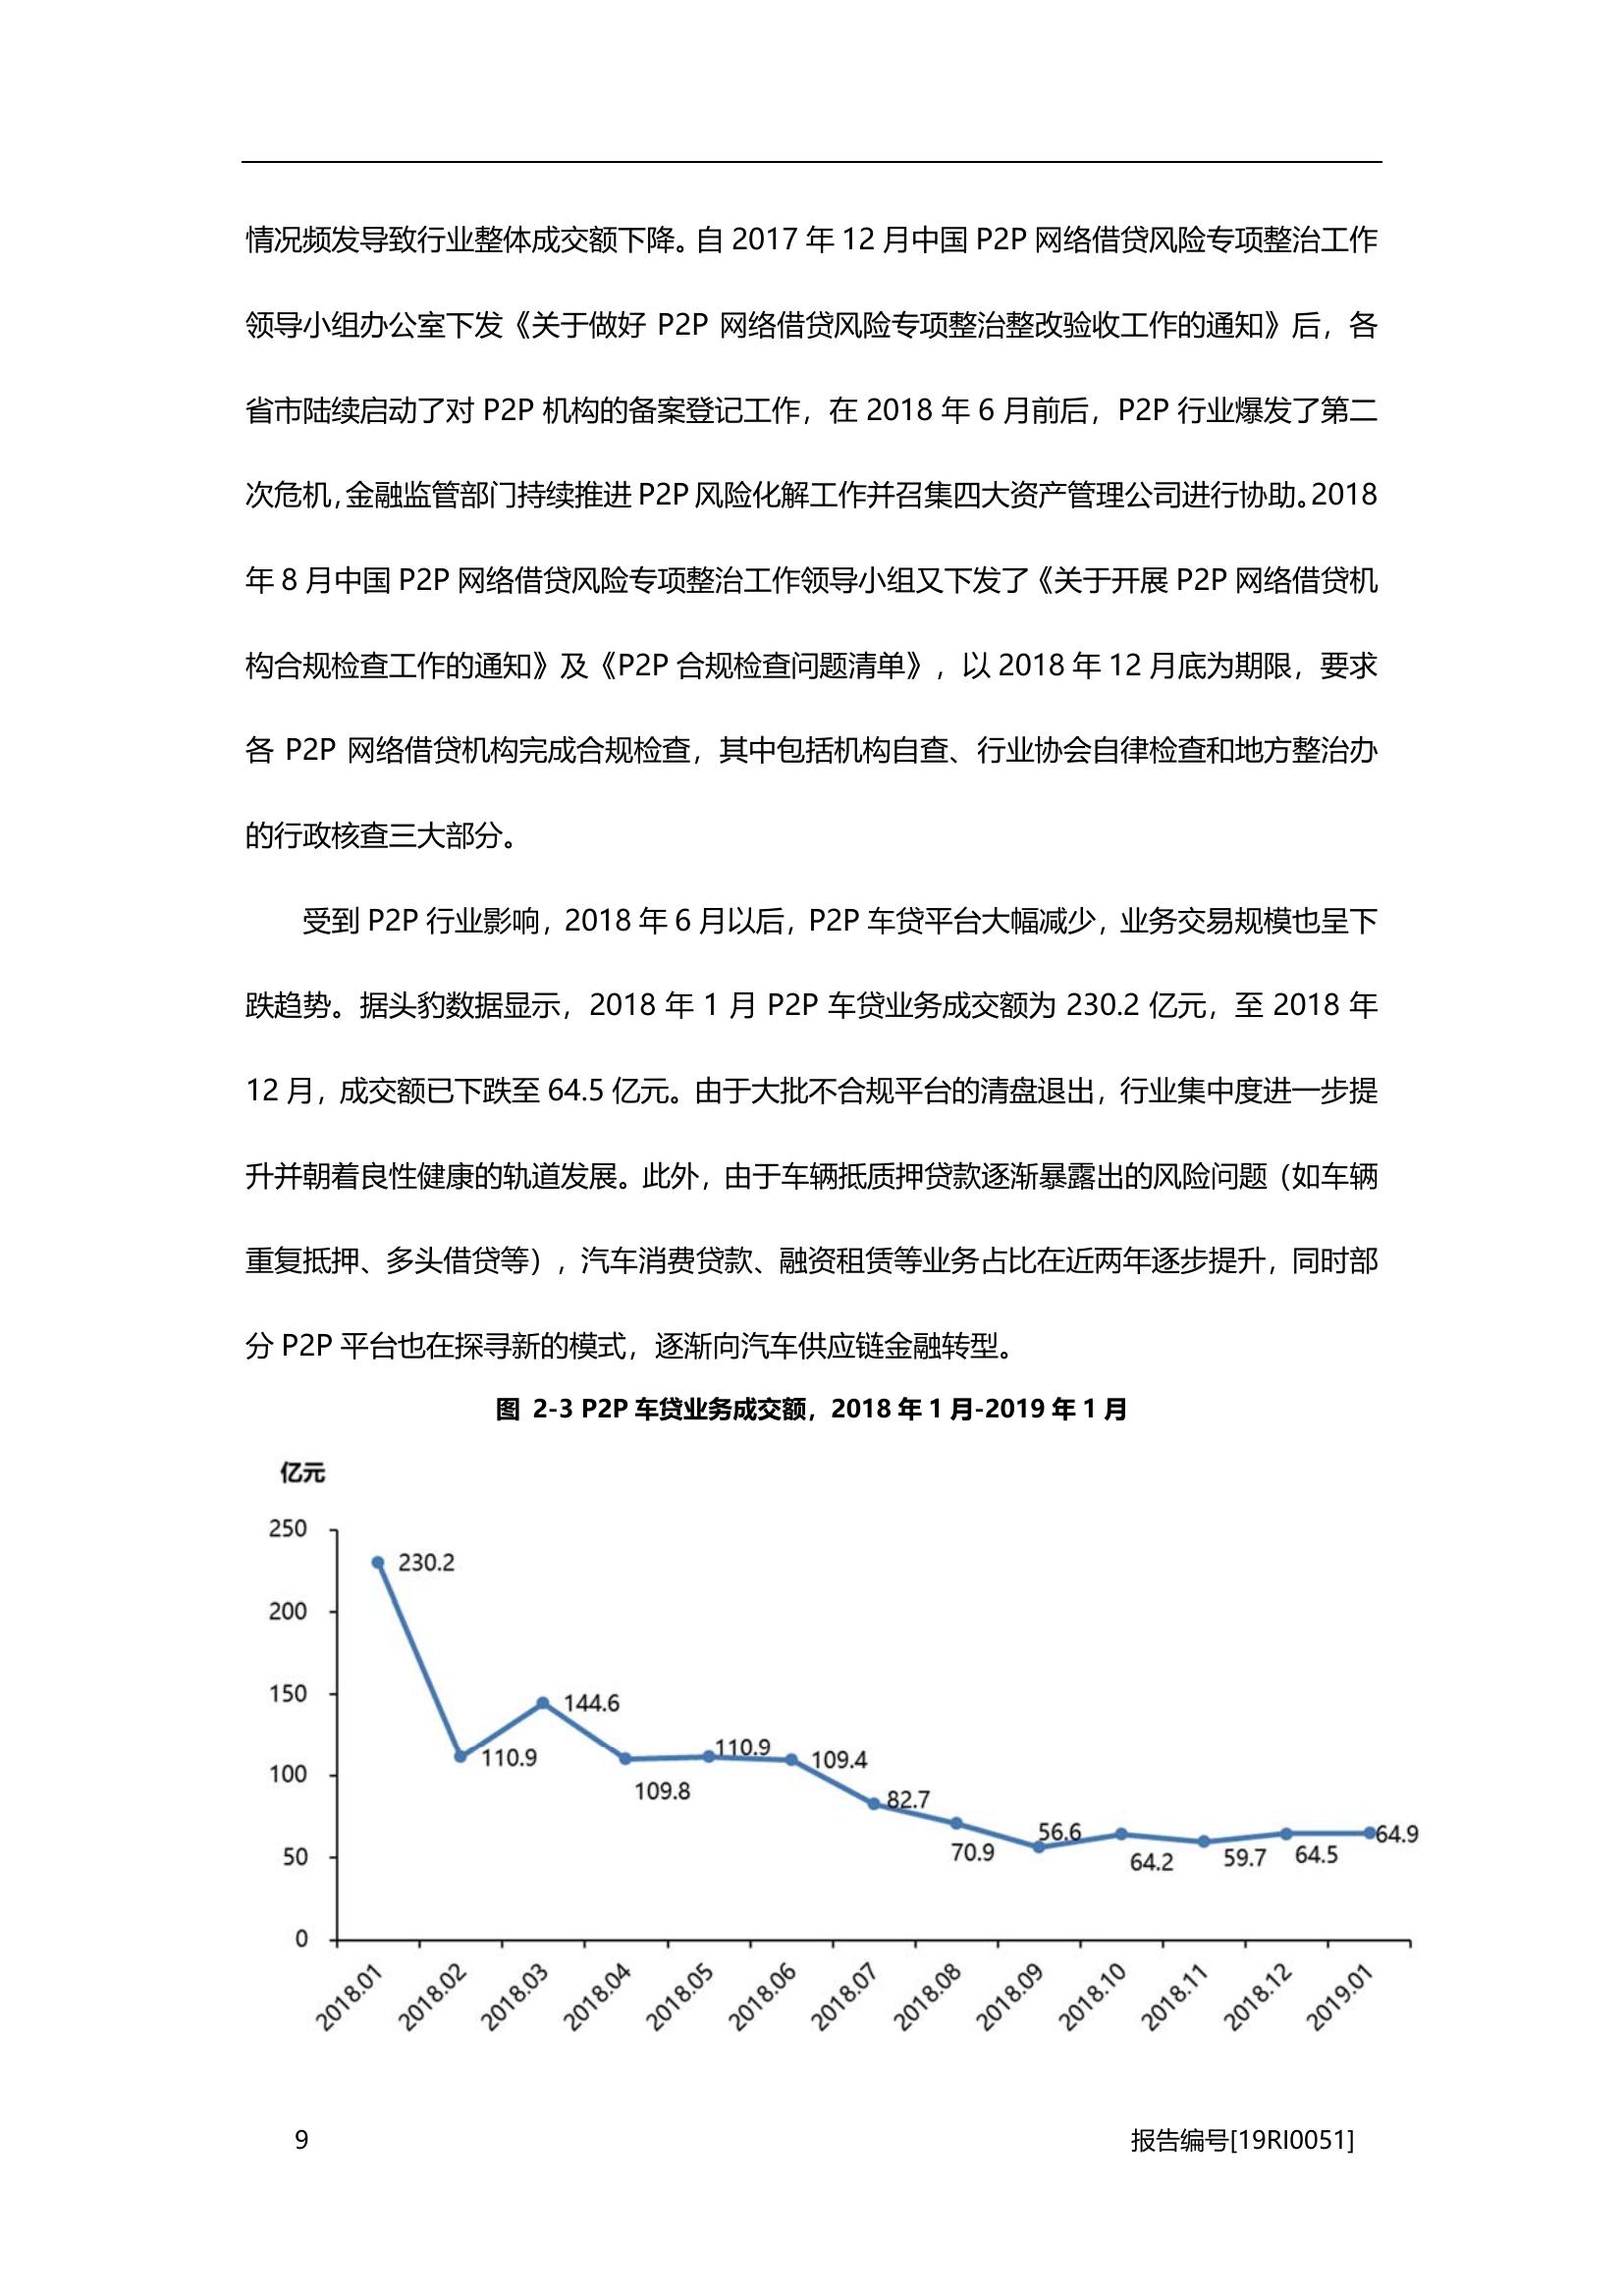 情况频发导致行业整体成交额下降。自 2017 年 12 月中国 P2P 网络借贷风险专项整治工作
领导小组办公室下发《关于做好 P2P 网络借贷风险专项整治整改验收工作的通知》后，各
省市陆续启动了对 P2P 机构的备案登记工作，在 2018 年 6 月前后，P2P 行业爆发了第二
次危机，金融监管部门持续推进 P2P 风险化解工作并召集四大资产管理公司进行协助。2018
年 8 月中国 P2P 网络借贷风险专项整治工作领导小组又下发了《关于开展 P2P 网络借贷机
构合规检查工作的通知》及《P2P 合规检查问题清单》，以 2018 年 12 月底为期限，要求
各 P2P 网络借贷机构完成合规检查，其中包括机构自查、行业协会自律检查和地方整治办
的行政核查三大部分。
受到 P2P 行业影响，2018 年 6 月以后，P2P 车贷平台大幅减少，业务交易规模也呈下
跌趋势。据头豹数据显示，2018 年 1 月 P2P 车贷业务成交额为 230.2 亿元，至 2018 年
12 月，成交额已下跌至 64.5 亿元。由于大批不合规平台的清盘退出，行业集中度进一步提
升并朝着良性健康的轨道发展。此外，由于车辆抵质押贷款逐渐暴露出的风险问题（如车辆
重复抵押、多头借贷等），汽车消费贷款、融资租赁等业务占比在近两年逐步提升，同时部
分 P2P 平台也在探寻新的模式，逐渐向汽车供应链金融转型。
图 2-3 P2P 车贷业务成交额，2018 年 1 月-2019 年 1 月
亿元
250
200
150
100
50
0
230.2
110.9
144.6
109.8
110.9
109.4
82.7
70.9
56.6
64.2
59.7
64.5
64.9
2018.01
2018.02
2018.03
2018.04
2018.05
2018.06
2018.07
2018.08
2018.09
2018.10
2018.11
2018.12
2019.01
9
报告编号[19RI0051]